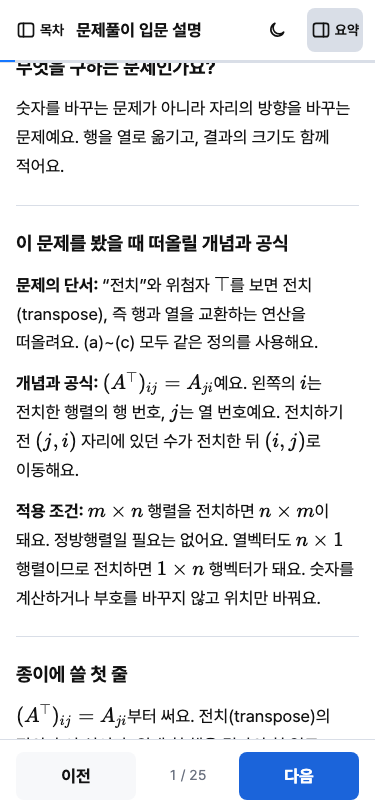 목차 문제풀이 입문 설명 요약
무엇을 구하는 문제인가요?
숫자를 바꾸는 문제가 아니라 자리의 방향을 바꾸는
문제예요. 행을 열로 옮기고, 결과의 크기도 함께
적어요.
이 문제를 봤을 때 떠올릴 개념과 공식
문제의 단서: “전치”와 위첨자 ⊤를 보면 전치
(transpose), 즉 행과 열을 교환하는 연산을
떠올려요. (a)~(c) 모두 같은 정의를 사용해요.
개념과 공식: (A⊤)ij = Aji예요. 왼쪽의 i는
전치한 행렬의 행 번호, j는 열 번호예요. 전치하기
전 (j, i) 자리에 있던 수가 전치한 뒤 (i, j)로
이동해요.
적용 조건: m × n 행렬을 전치하면 n × m이
돼요. 정방행렬일 필요는 없어요. 열벡터도 n × 1
행렬이므로 전치하면 1 × n 행벡터가 돼요. 숫자를
계산하거나 부호를 바꾸지 않고 위치만 바꿔요.
종이에 쓸 첫 줄
(A⊤)ij = Aji부터 써요. 전치(transpose)의
이전 1 / 25 다음